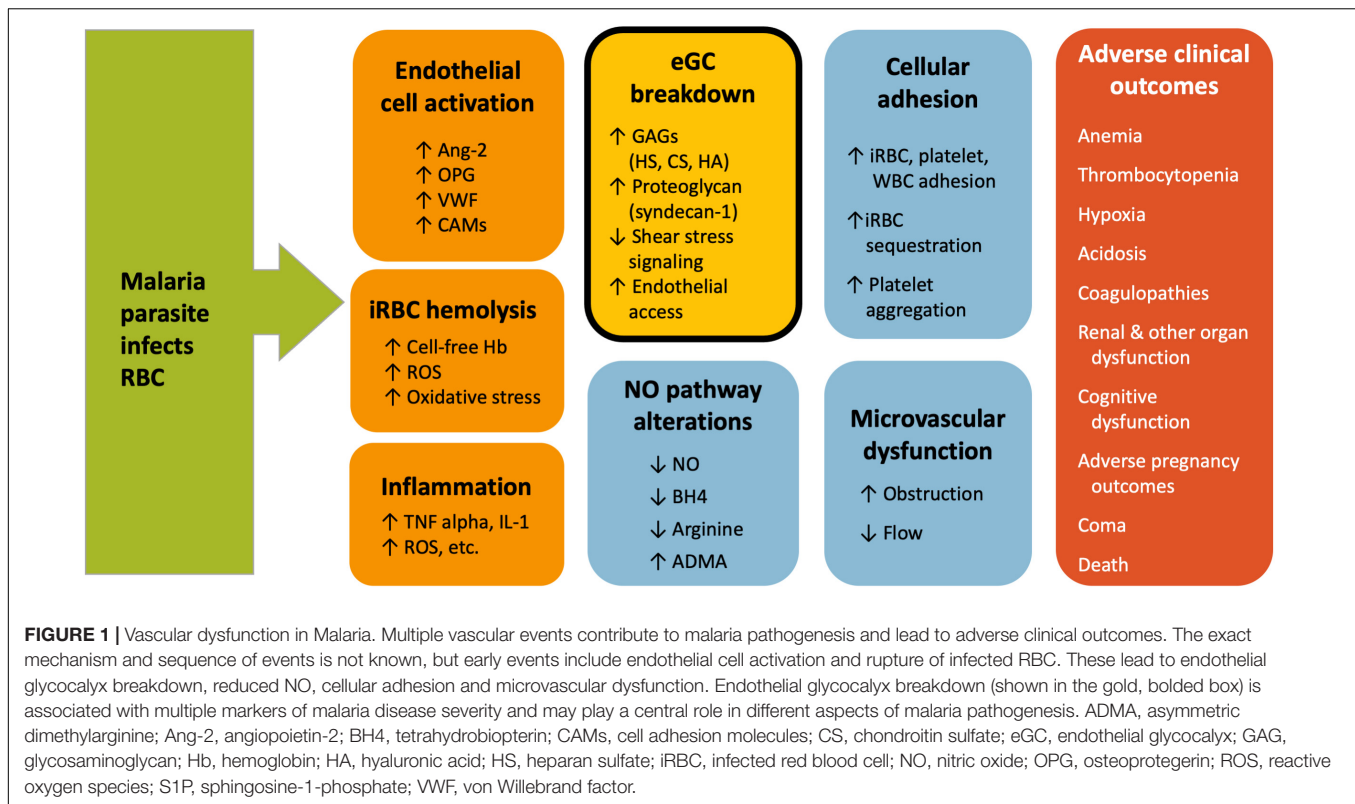 Malaria
parasite
infects
RBC
Endothelial
cell activation
↑ Ang-2
↑ OPG
↑ VWF
↑ CAMs
iRBC hemolysis
↑ Cell-free Hb
↑ ROS
↑ Oxidative stress
Inflammation
↑ TNF alpha, IL-1
↑ ROS, etc.
eGC
breakdown
↑ GAGs
(HS, CS, HA)
↑ Proteoglycan
(syndecan-1)
↓ Shear stress
signaling
↑ Endothelial
access
NO pathway
alterations
↓ NO
↓ BH4
↓ Arginine
↑ ADMA
Cellular
adhesion
↑ iRBC, platelet,
WBC adhesion
↑iRBC
sequestration
↑ Platelet
aggregation
Microvascular
dysfunction
↑ Obstruction
↓ Flow
Adverse clinical
outcomes
Anemia
Thrombocytopenia
Hypoxia
Acidosis
Coagulopathies
Renal & other organ
dysfunction
Cognitive
dysfunction
Adverse pregnancy
outcomes
Coma
Death
FIGURE 1 | Vascular dysfunction in Malaria. Multiple vascular events contribute to malaria pathogenesis and lead to adverse clinical outcomes. The exact
mechanism and sequence of events is not known, but early events include endothelial cell activation and rupture of infected RBC. These lead to endothelial
glycocalyx breakdown, reduced NO, cellular adhesion and microvascular dysfunction. Endothelial glycocalyx breakdown (shown in the gold, bolded box) is
associated with multiple markers of malaria disease severity and may play a central role in different aspects of malaria pathogenesis. ADMA, asymmetric
dimethylarginine; Ang-2, angiopoietin-2; BH4, tetrahydrobiopterin; CAMs, cell adhesion molecules; CS, chondroitin sulfate; eGC, endothelial glycocalyx; GAG,
glycosaminoglycan; Hb, hemoglobin; HA, hyaluronic acid; HS, heparan sulfate; iRBC, infected red blood cell; NO, nitric oxide; OPG, osteoprotegerin; ROS, reactive
oxygen species; S1P, sphingosine-1-phosphate; VWF, von Willebrand factor.